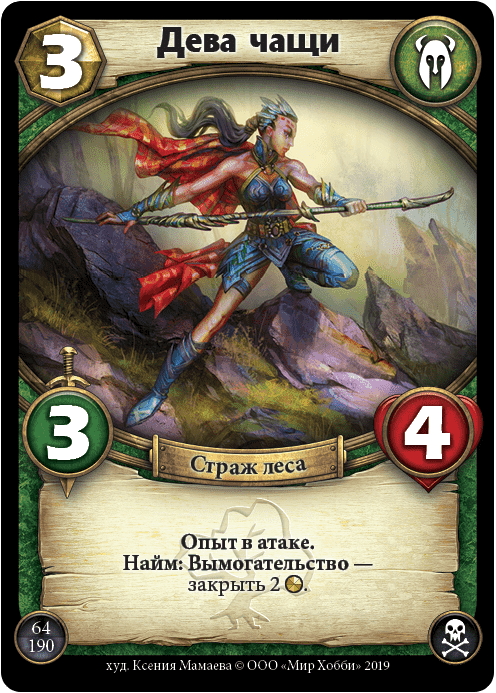 3
Дева чащи
3
4
Страж леса
Опыт в атаке.
Найм: Вымогательство —
закрыть 2 .
64
190
худ. Ксения Мамаева © ООО «Мир Хобби» 2019